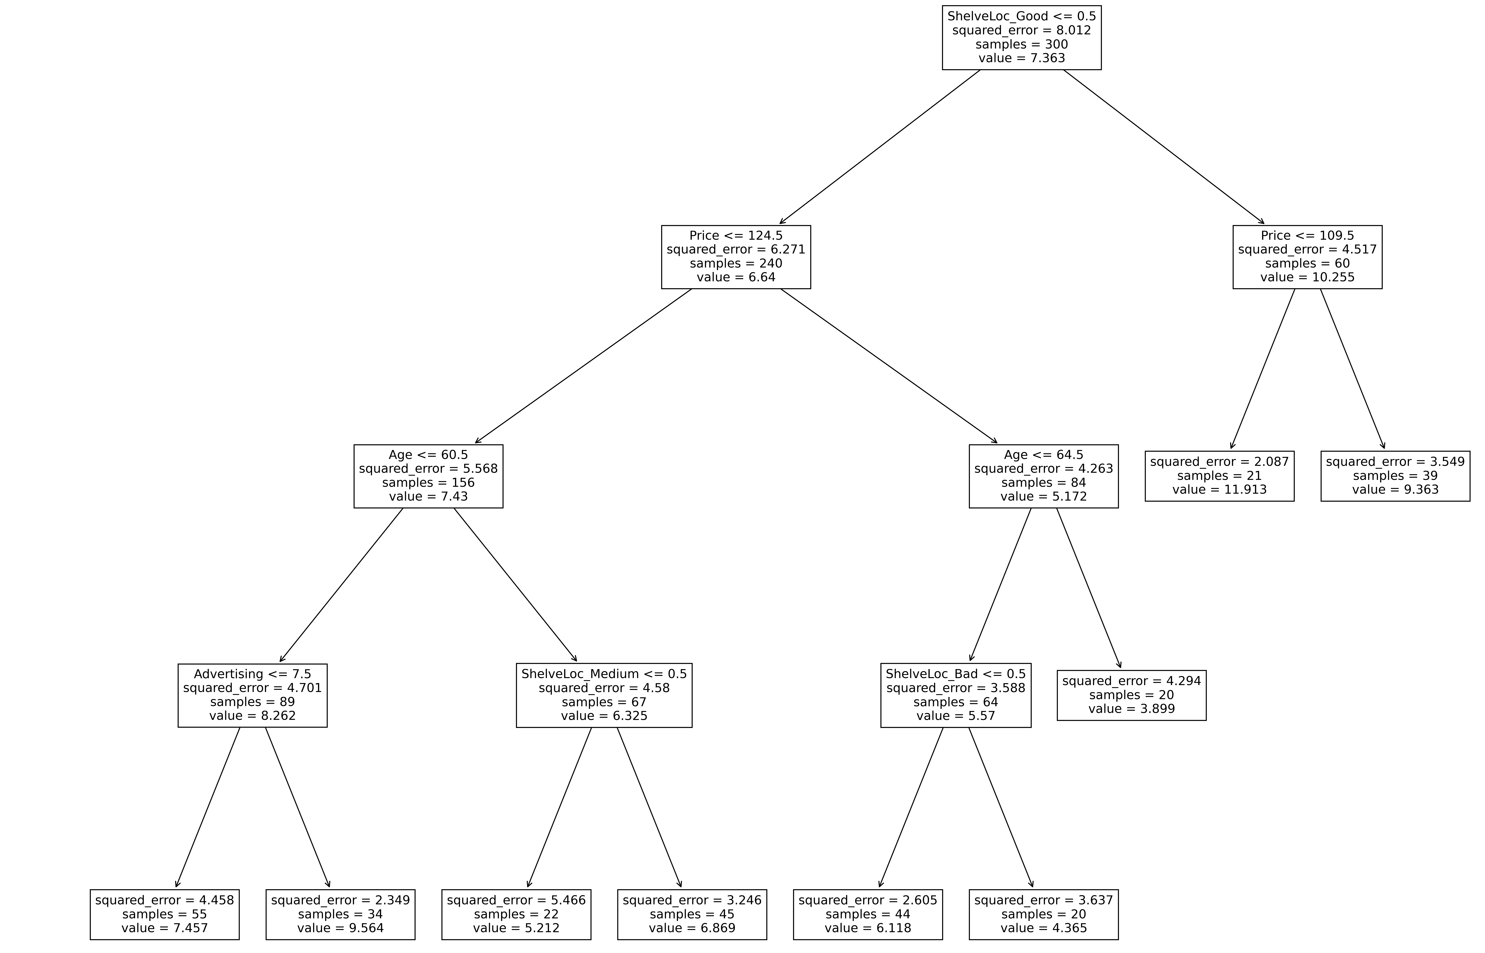 ShelveLoc_Good <= 0.5
squared_error = 8.012
samples = 300
value = 7.363
Price <= 124.5
squared_error = 6.271
samples = 240
value = 6.64
Price <= 109.5
squared_error = 4.517
samples = 60
value = 10.255
Age <= 60.5
squared_error = 5.568
samples = 156
value = 7.43
Age <= 64.5
squared_error = 4.263
samples = 84
value = 5.172
squared_error = 2.087
samples = 21
value = 11.913
squared_error = 3.549
samples = 39
value = 9.363
Advertising <= 7.5
squared_error = 4.701
samples = 89
value = 8.262
ShelveLoc_Medium <= 0.5
squared_error = 4.58
samples = 67
value = 6.325
ShelveLoc_Bad <= 0.5
squared_error = 3.588
samples = 64
value = 5.57
squared_error = 4.294
samples = 20
value = 3.899
squared_error = 4.458
samples = 55
value = 7.457
squared_error = 2.349
samples = 34
value = 9.564
squared_error = 5.466
samples = 22
value = 5.212
squared_error = 3.246
samples = 45
value = 6.869
squared_error = 2.605
samples = 44
value = 6.118
squared_error = 3.637
samples = 20
value = 4.365